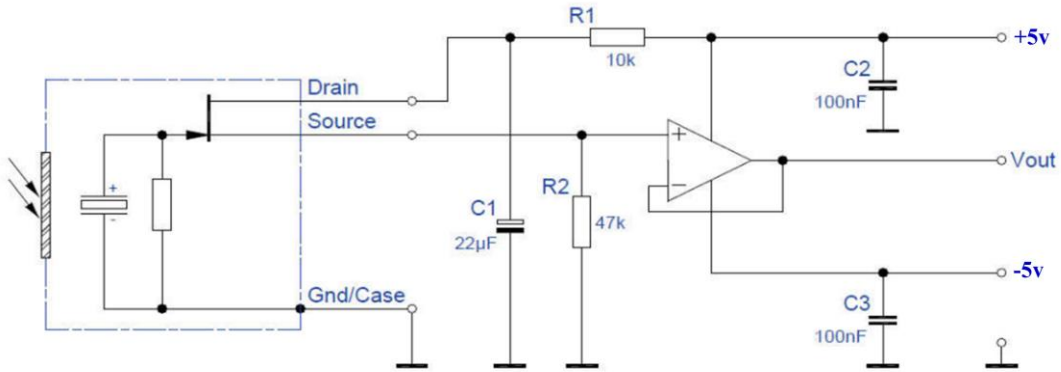 R1
10k
+5v
C2
100nF
Drain
Source
+
-
+
−
Vout
R2
47k
C1
22µF
Gnd/Case
-5v
C3
100nF